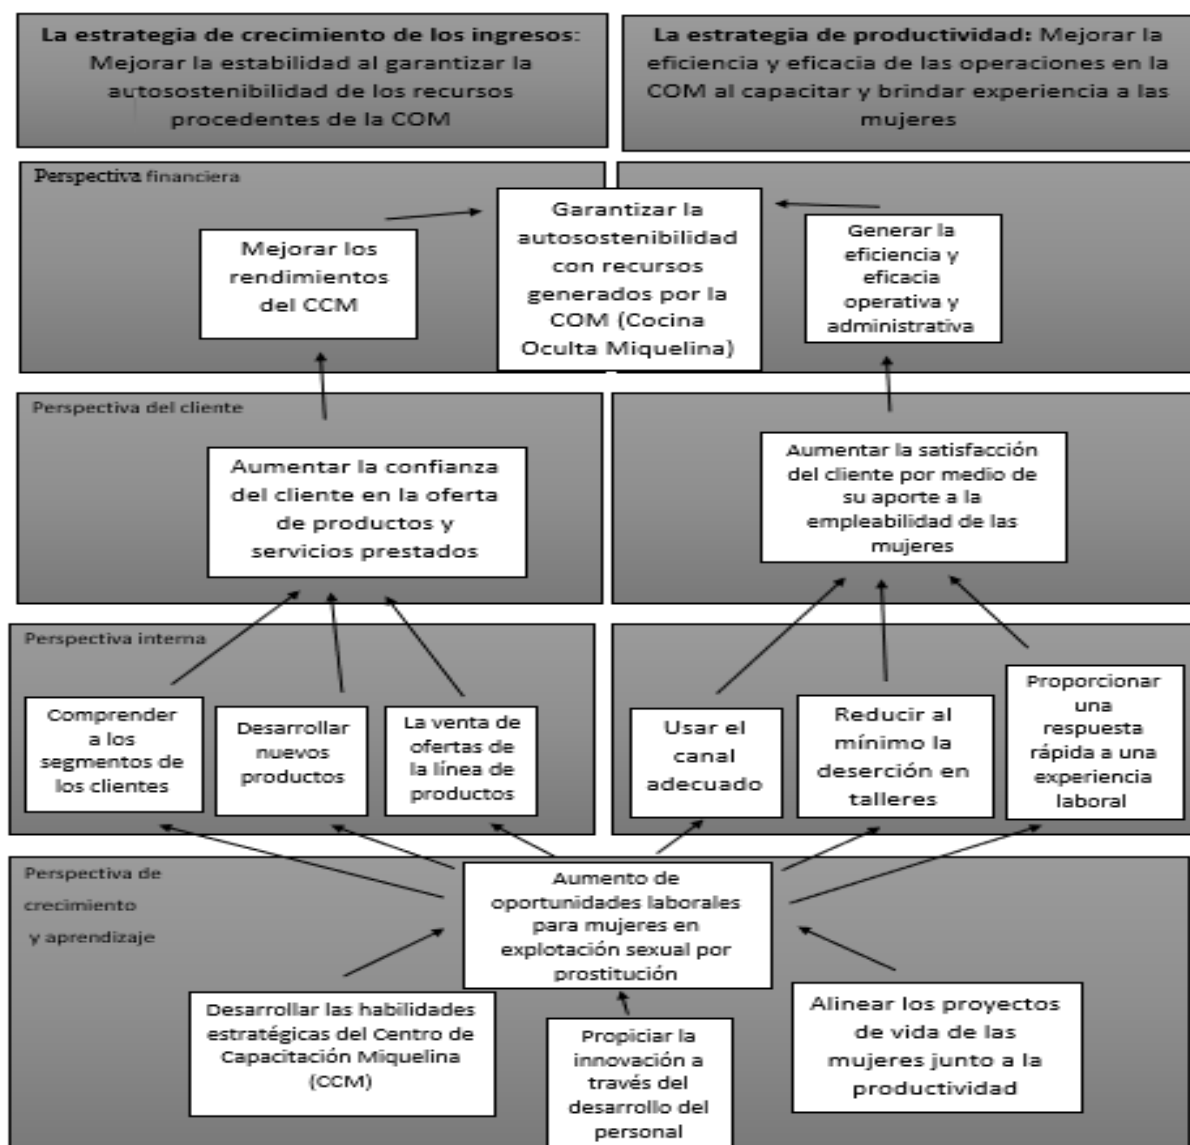 La estrategia de crecimiento de los ingresos:
Mejorar la estabilidad al garantizar la
autosostenibilidad de los recursos
procedentes de la COM
La estrategia de productividad: Mejorar la
eficiencia y eficacia de las operaciones en la
COM al capacitar y brindar experiencia a las
mujeres
Perspectiva financiera
Mejorar los
rendimientos
del CCM
Garantizar la
autosostenibilidad
con recursos
generados por la
COM (Cocina
Oculta Miquelina)
Generar la
eficiencia y
eficacia
operativa y
administrativa
Perspectiva del cliente
Aumentar la confianza
del cliente en la oferta
de productos y
servicios prestados
Aumentar la satisfacción
del cliente por medio de
su aporte a la
empleabilidad de las
mujeres
Perspectiva interna
Comprender
a los
segmentos de
los clientes
Desarrollar
nuevos
productos
La venta de
ofertas de
la línea de
productos
Usar el
canal
adecuado
Reducir al
mínimo la
deserción en
talleres
Proporcionar
una
respuesta
rápida a una
experiencia
laboral
Perspectiva de
crecimiento
y aprendizaje
Aumento de
oportunidades laborales
para mujeres en
explotación sexual por
prostitución
Desarrollar las habilidades
estratégicas del Centro de
Capacitación Miquelina
(CCM)
Propiciar la
innovación a
través del
desarrollo del
personal
Alinear los proyectos
de vida de las
mujeres junto a la
productividad